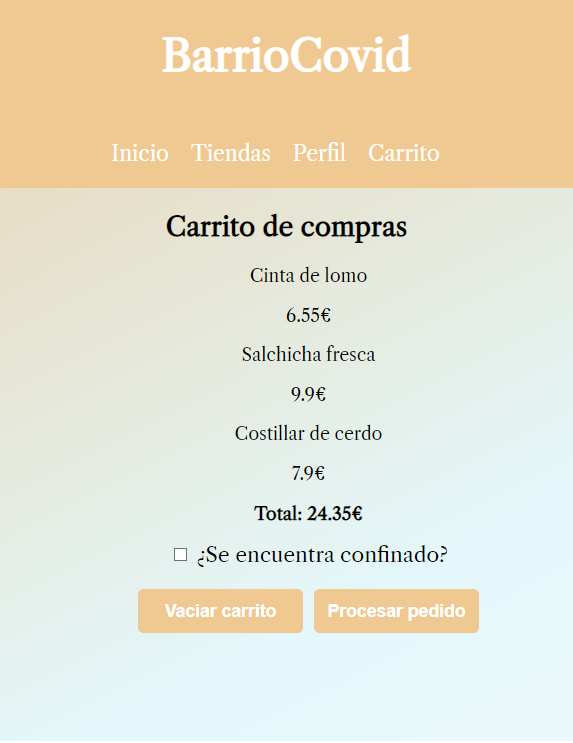 BarrioCovid
Inicio Tiendas Perfil Carrito
Carrito de compras
Cinta de lomo
6.55€
Salchicha fresca
9.9€
Costillar de cerdo
7.9€
Total: 24.35€
¿Se encuentra confinado?
Vaciar carrito Procesar pedido